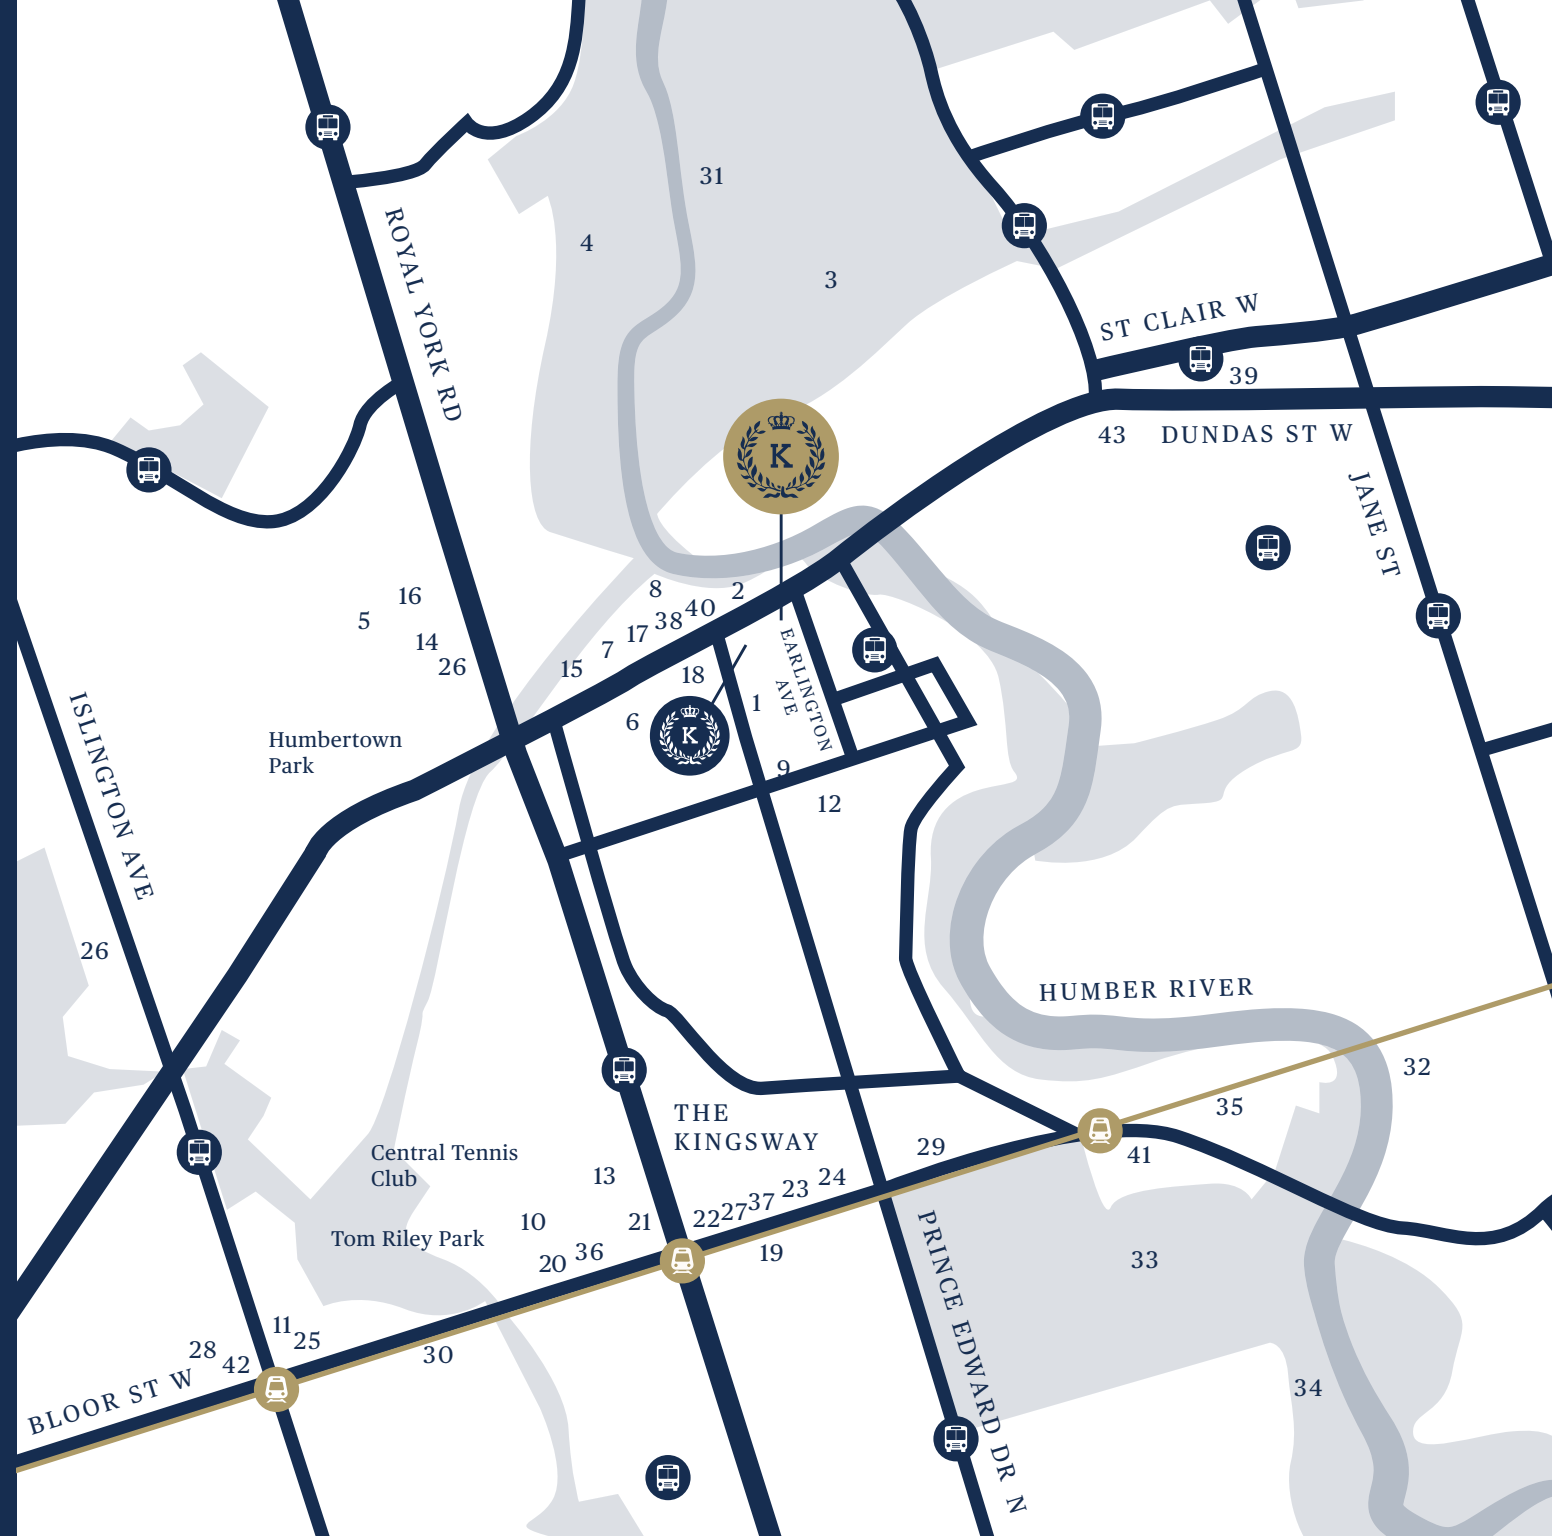 31
4
3
ROYAL YORK RD
ST CLAIR W
39
43
DUNDAS ST W
K
JANE ST
16
5
14
26
8
2
40
38
17
7
15
18
EARLINGTON
AVE
1
6
K
9
12
Humbertown
Park
ISLINGTON AVE
26
HUMBER RIVER
32
35
THE
KINGSWAY
29
41
Central Tennis
Club
13
24
23
37
27
22
21
10
Tom Riley Park
36
20
19
33
PRINCE EDWARD DR N
11
25
28
42
30
34
BLOOR ST W